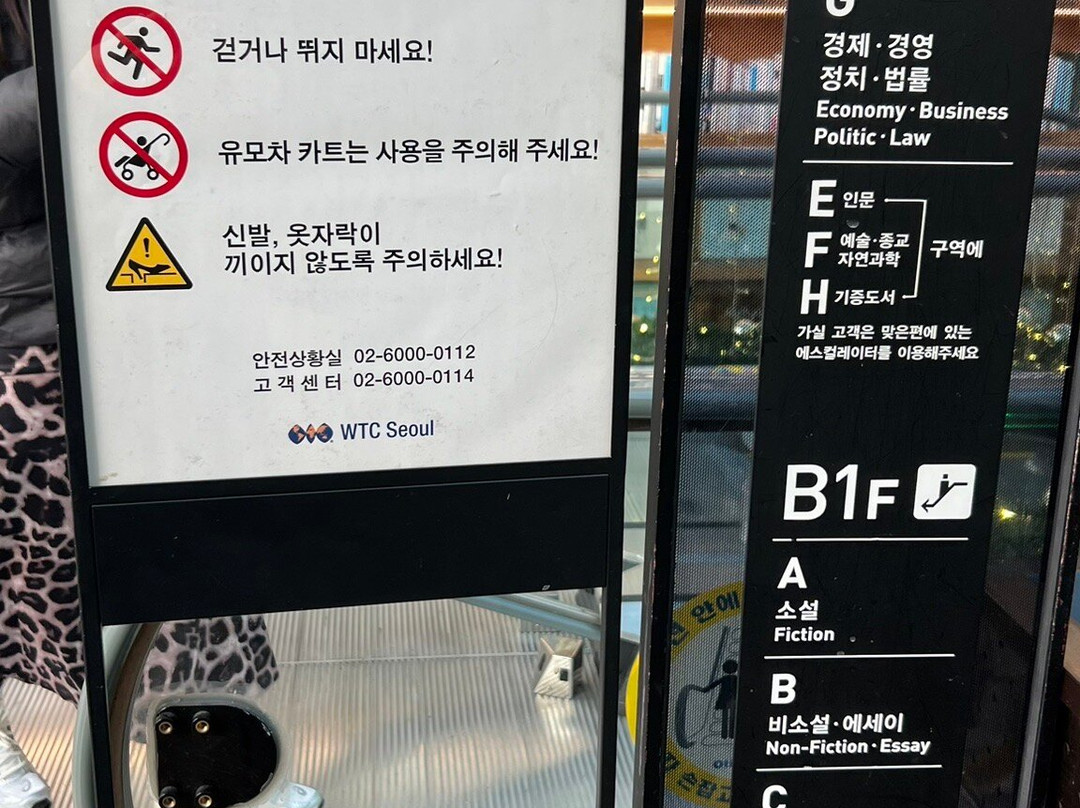 걷거나 뛰지 마세요!
유모차 카트는 사용을 주의해 주세요!
신발, 옷자락이
끼이지 않도록 주의하세요!
안전상황실 02-6000-0112
고객센터 02-6000-0114
WTC Seoul
G
경제·경영
정치·법률
Economy·Business
Politic·Law
E 인문
F 예술·종교
자연과학
구역에
H 기증도서
가실 고객은 맞은편에 있는
에스컬레이터를 이용해주세요
B1F
A
소설
Fiction
B
비소설·에세이
Non-Fiction·Essay
C
안에